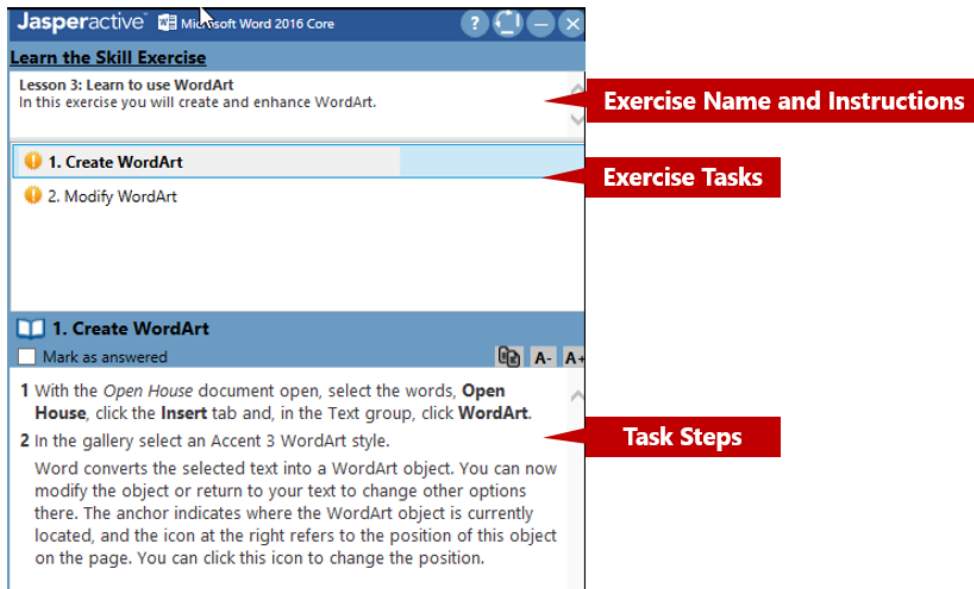 Jasperactive™ Microsoft Word 2016 Core ?
Learn the Skill Exercise
Lesson 3: Learn to use WordArt
In this exercise you will create and enhance WordArt.
Exercise Name and Instructions
! 1. Create WordArt
Exercise Tasks
! 2. Modify WordArt
1. Create WordArt
Mark as answered A- A+
1 With the Open House document open, select the words, Open
House, click the Insert tab and, in the Text group, click WordArt.
2 In the gallery select an Accent 3 WordArt style.
Task Steps
Word converts the selected text into a WordArt object. You can now
modify the object or return to your text to change other options
there. The anchor indicates where the WordArt object is currently
located, and the icon at the right refers to the position of this object
on the page. You can click this icon to change the position.